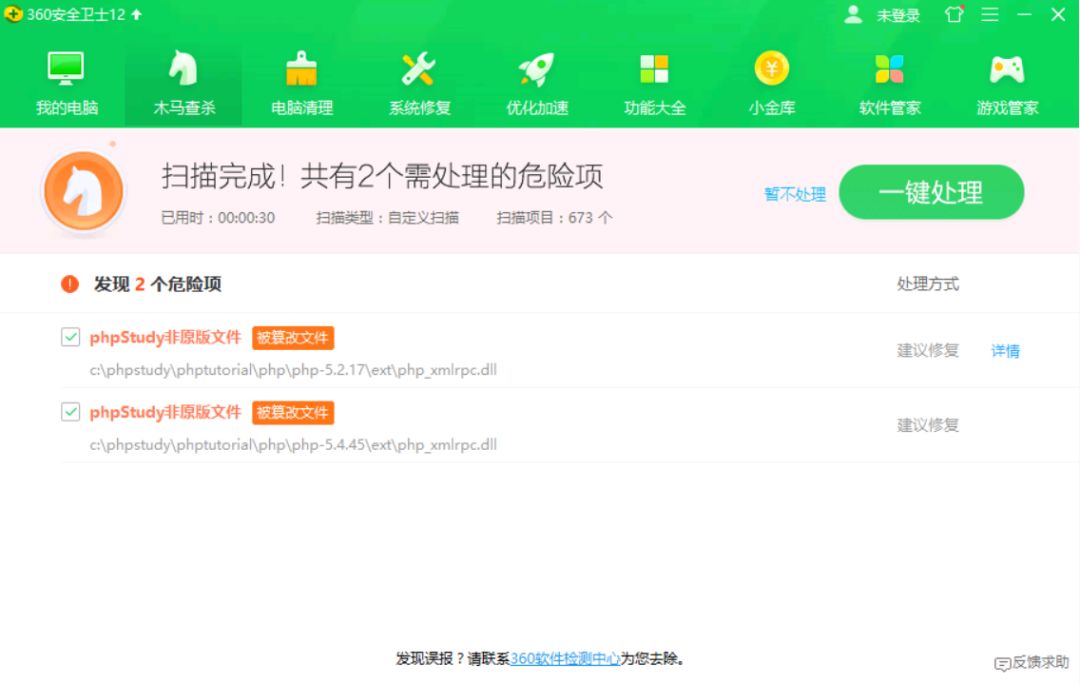 360安全卫士12
未登录
我的电脑 木马查杀 电脑清理 系统修复 优化加速 功能大全 小金库 软件管家 游戏管家
扫描完成！共有2个需处理的危险项
暂不处理 一键处理
已用时：00:00:30 扫描类型：自定义扫描 扫描项目：673 个
发现 2 个危险项 处理方式
phpStudy非原版文件 被篡改文件
建议修复 详情
c:\phpstudy\phptutorial\php\php-5.2.17\ext\php_xmlrpc.dll
phpStudy非原版文件 被篡改文件
建议修复
c:\phpstudy\phptutorial\php\php-5.4.45\ext\php_xmlrpc.dll
发现误报？请联系360软件检测中心为您去除。
反馈求助